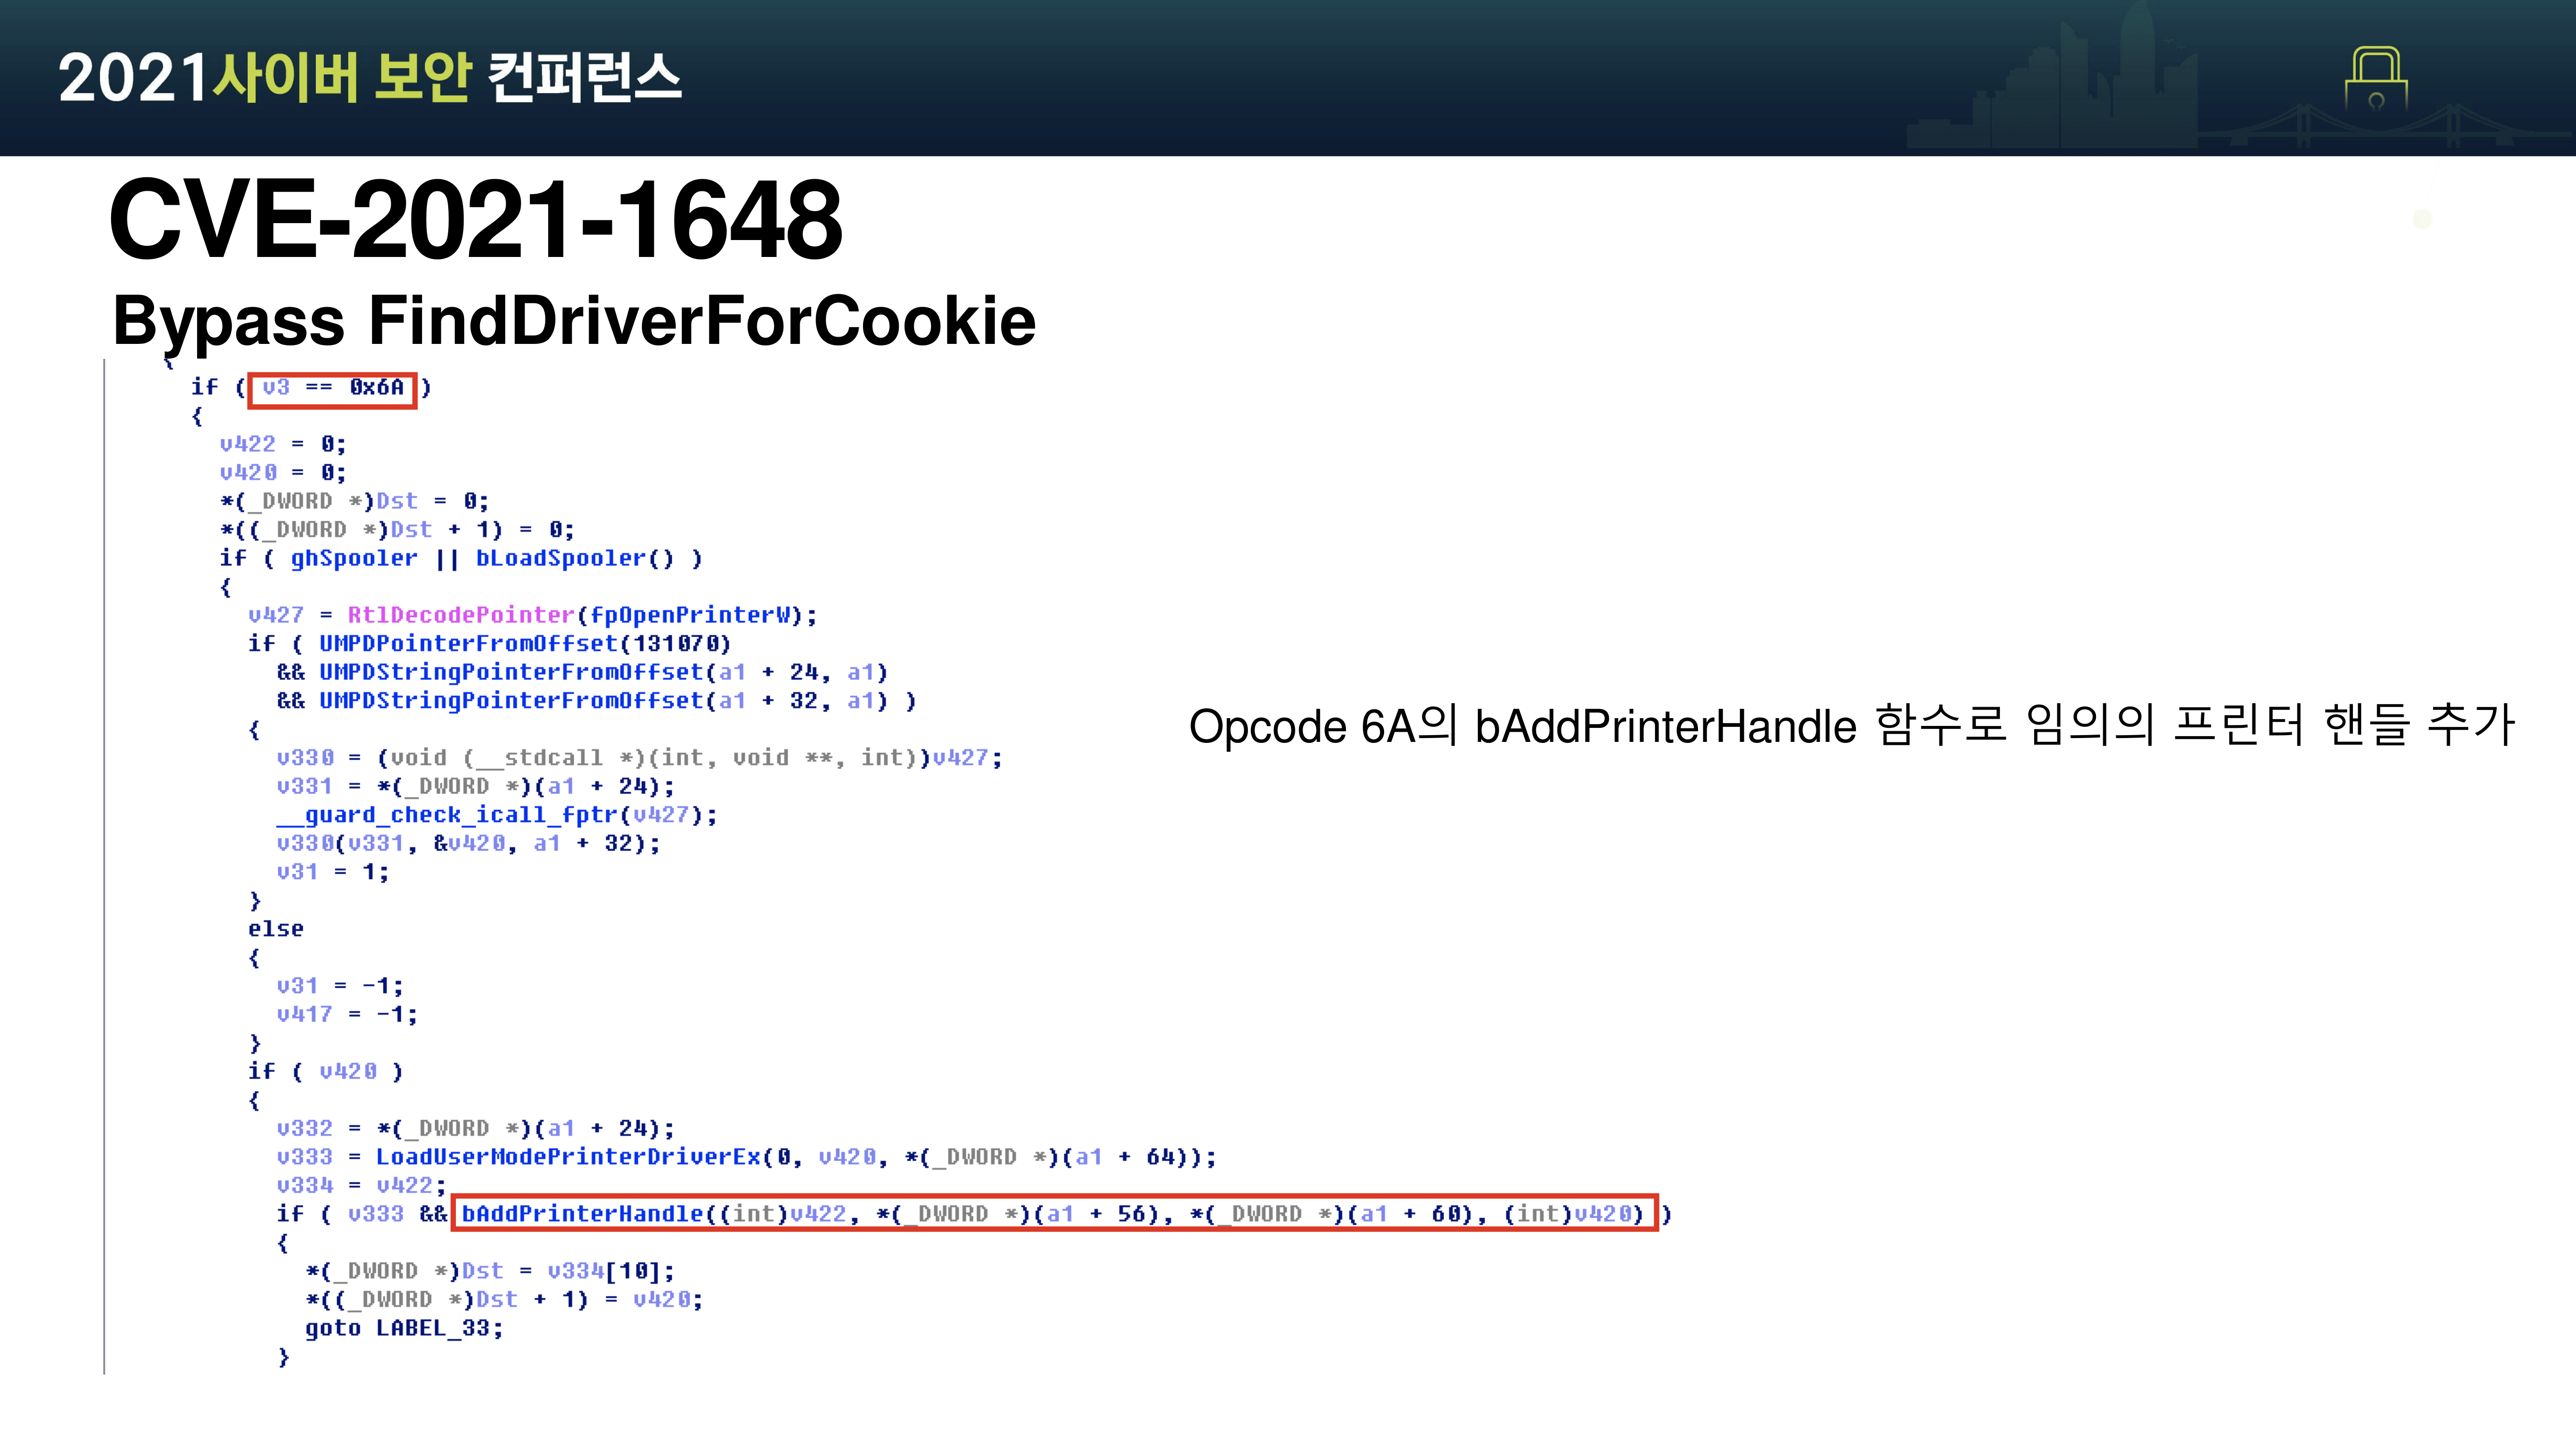 2021사이버 보안 컨퍼런스
CVE-2021-1648
Bypass FindDriverForCookie
{
if ( v3 == 0x6A )
{
v422 = 0;
v420 = 0;
*(_DWORD *)Dst = 0;
*((_DWORD *)Dst + 1) = 0;
if ( ghSpooler || bLoadSpooler() )
{
v427 = RtlDecodePointer(fpOpenPrinterW);
if ( UMPDPointerFromOffset(131070)
&& UMPDStringPointerFromOffset(a1 + 24, a1)
&& UMPDStringPointerFromOffset(a1 + 32, a1) )
{
v330 = (void (__stdcall *)(int, void **, int))v427;
v331 = *(_DWORD *)(a1 + 24);
__guard_check_icall_fptr(v427);
v330(v331, &v420, a1 + 32);
v31 = 1;
}
else
{
v31 = -1;
v417 = -1;
}
if ( v420 )
{
v332 = *(_DWORD *)(a1 + 24);
v333 = LoadUserModePrinterDriverEx(0, v420, *(_DWORD *)(a1 + 64));
v334 = v422;
if ( v333 && bAddPrinterHandle((int)v422, *(_DWORD *)(a1 + 56), *(_DWORD *)(a1 + 60), (int)v420) )
{
*(_DWORD *)Dst = v334[10];
*((_DWORD *)Dst + 1) = v420;
goto LABEL_33;
}
Opcode 6A의 bAddPrinterHandle 함수로 임의의 프린터 핸들 추가